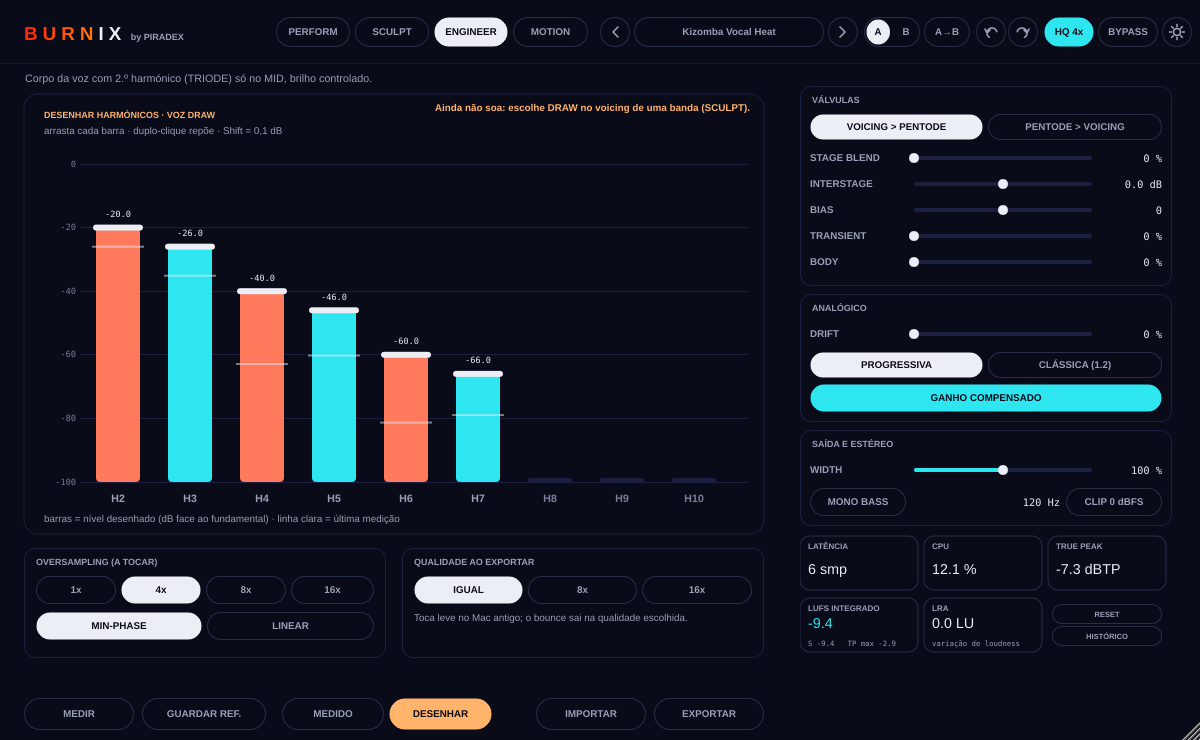 BURNIX by PIRADEX PERFORM SCULPT ENGINEER MOTION Kizomba Vocal Heat A B A→B HQ 4x BYPASS
Corpo da voz com 2.º harmónico (TRIODE) só no MID, brilho controlado.
Ainda não soa: escolhe DRAW no voicing de uma banda (SCULPT).
DESENHAR HARMÓNICOS · VOZ DRAW
arrasta cada barra · duplo-clique repõe · Shift = 0,1 dB
0
-20
-40
-60
-80
-100
-20.0
-26.0
-40.0
-46.0
-60.0
-66.0
H2 H3 H4 H5 H6 H7 H8 H9 H10
barras = nível desenhado (dB face ao fundamental) · linha clara = última medição
OVERSAMPLING (A TOCAR)
1x 4x 8x 16x
MIN-PHASE LINEAR
QUALIDADE AO EXPORTAR
IGUAL 8x 16x
Toca leve no Mac antigo; o bounce sai na qualidade escolhida.
MEDIR GUARDAR REF. MEDIDO DESENHAR IMPORTAR EXPORTAR
VÁLVULAS
VOICING > PENTODE PENTODE > VOICING
STAGE BLEND 0 %
INTERSTAGE 0.0 dB
BIAS 0
TRANSIENT 0 %
BODY 0 %
ANALÓGICO
DRIFT 0 %
PROGRESSIVA CLÁSSICA (1.2)
GANHO COMPENSADO
SAÍDA E ESTÉREO
WIDTH 100 %
MONO BASS 120 Hz CLIP 0 dBFS
LATÊNCIA
6 smp
CPU
12.1 %
TRUE PEAK
-7.3 dBTP
LUFS INTEGRADO
-9.4
S -9.4 TP max -2.9
LRA
0.0 LU
variação de loudness
RESET
HISTÓRICO